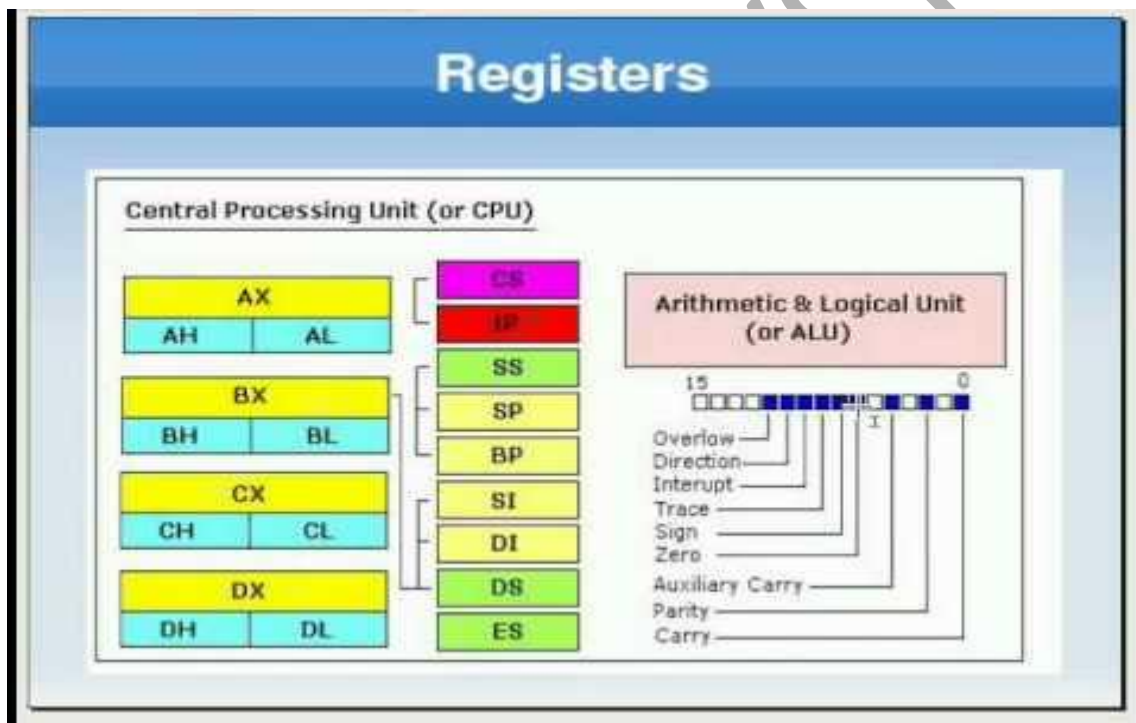 Registers
Central Processing Unit (or CPU)
AX
AH AL
BX
BH BL
CX
CH CL
DX
DH DL
CS
IP
SS
SP
BP
SI
DI
DS
ES
Arithmetic & Logical Unit
(or ALU)
15 0
Overlow
Direction
Interupt
Trace
Sign
Zero
Auxiliary Carry
Parity
Carry